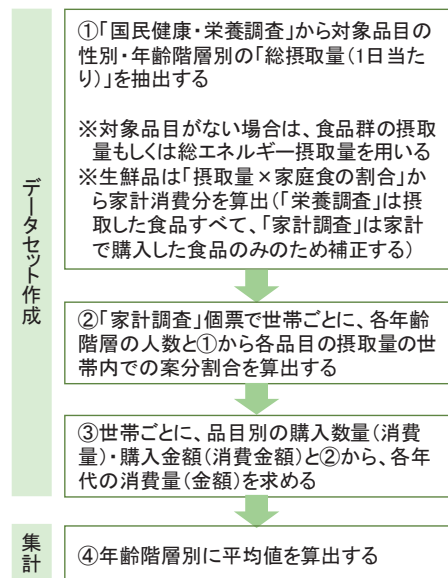 データセット作成
①「国民健康・栄養調査」から対象品目の
性別・年齢階層別の「総摂取量(1日当た
り)」を抽出する
※対象品目がない場合は、食品群の摂取
量もしくは総エネルギー摂取量を用いる
※生鮮品は「摂取量×家庭食の割合」か
ら家計消費分を算出(「栄養調査」は摂
取した食品すべて、「家計調査」は家計
で購入した食品のみのため補正する)
②「家計調査」個票で世帯ごとに、各年齢
階層の人数と①から各品目の摂取量の世
帯内での案分割合を算出する
③世帯ごとに、品目別の購入数量(消費
量)・購入金額(消費金額)と②から、各年
代の消費量(金額)を求める
集計
④年齢階層別に平均値を算出する